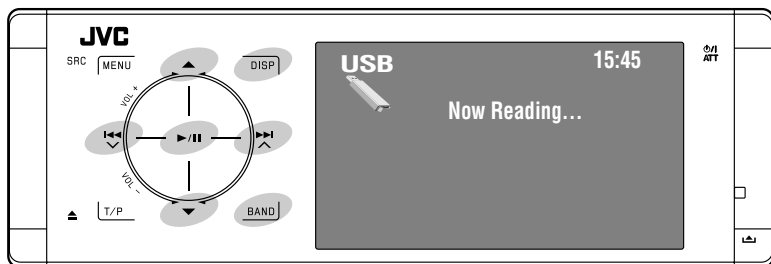 JVC
SRC
MENU
DISP
VOL +
VOL –
T/P
BAND
USB
15:45
Now Reading...
/I
ATT